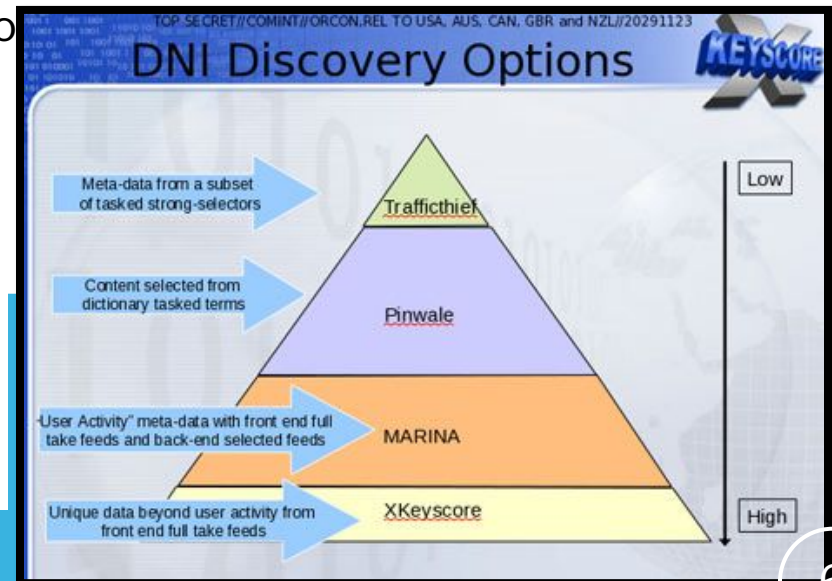 TOP SECRET//COMINT//ORCON,REL TO USA, AUS, CAN, GBR and NZL//20291123
DNI Discovery Options
X
KEYSCORE
Meta-data from a subset
of tasked strong-selectors
Trafficthief
Low
Content selected from
dictionary tasked terms
Pinwale
User Activity" meta-data with front end full
take feeds and back-end selected feeds
MARINA
Unique data beyond user activity from
front end full take feeds
XKeyscore
High